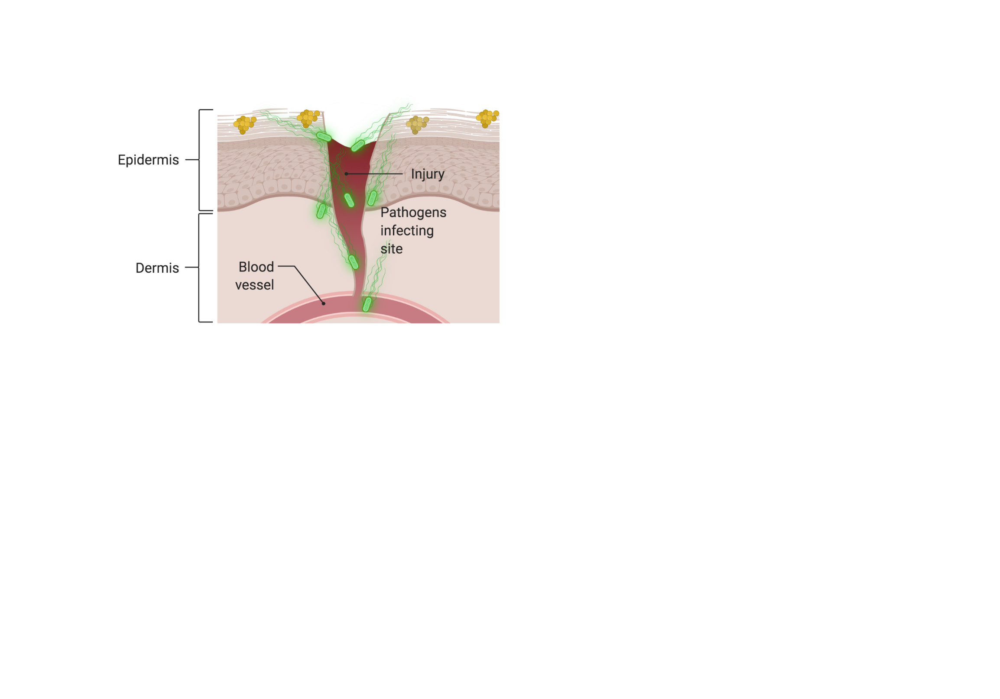 Epidermis
Injury
Pathogens
infecting
site
Dermis
Blood
vessel